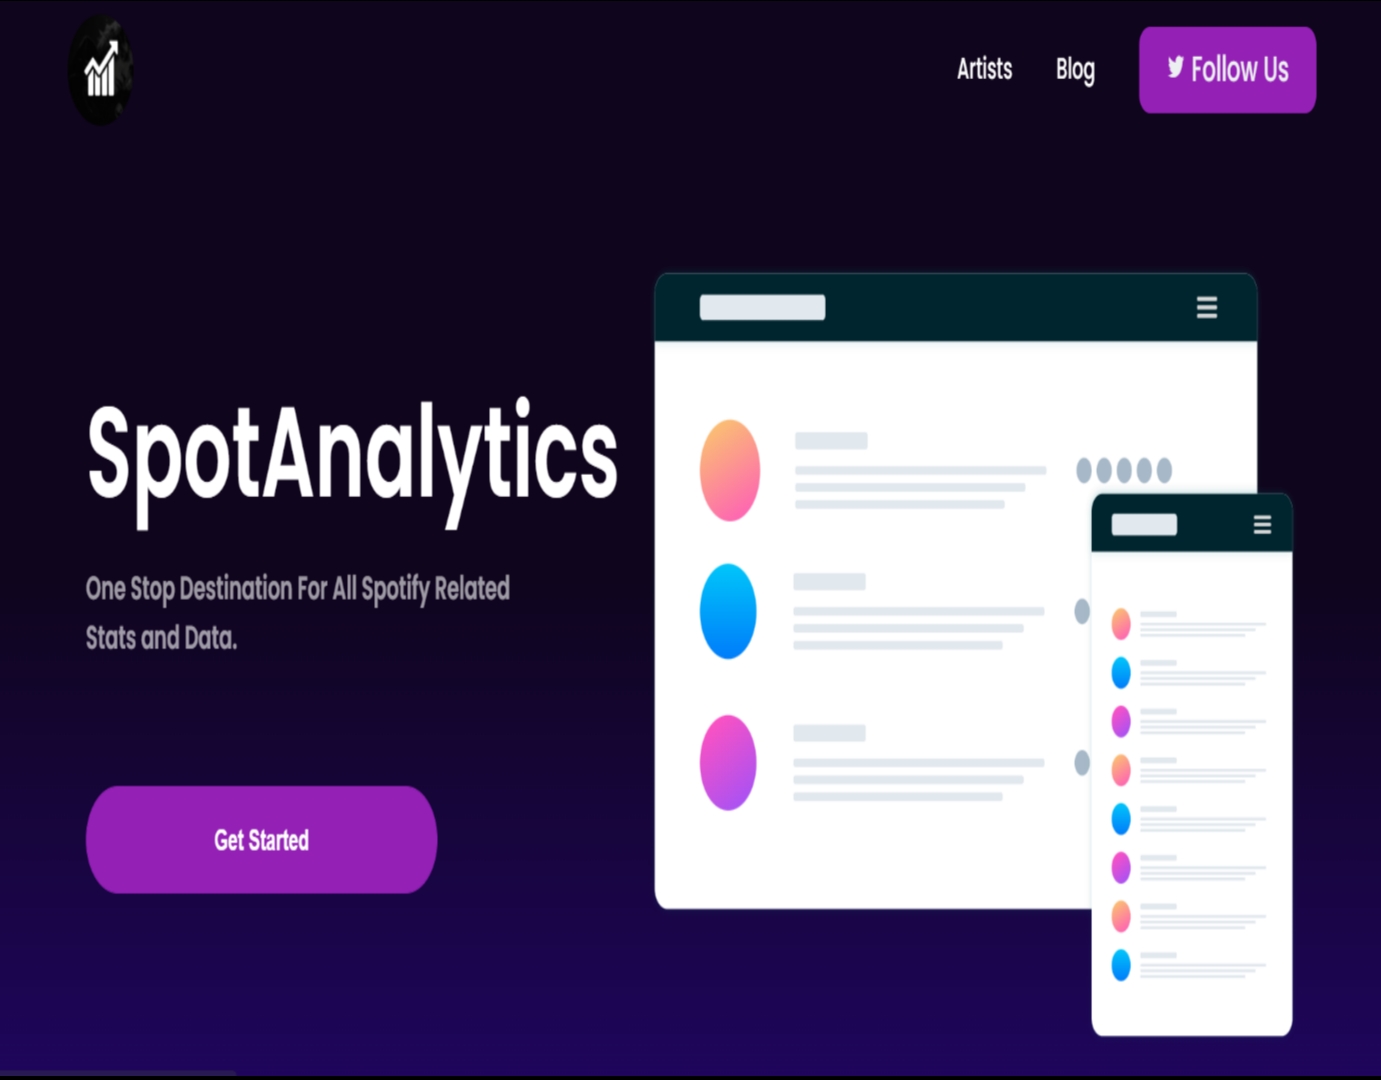 Artists
Blog
Follow Us
SpotAnalytics
One Stop Destination For All Spotify Related
Stats and Data.
Get Started